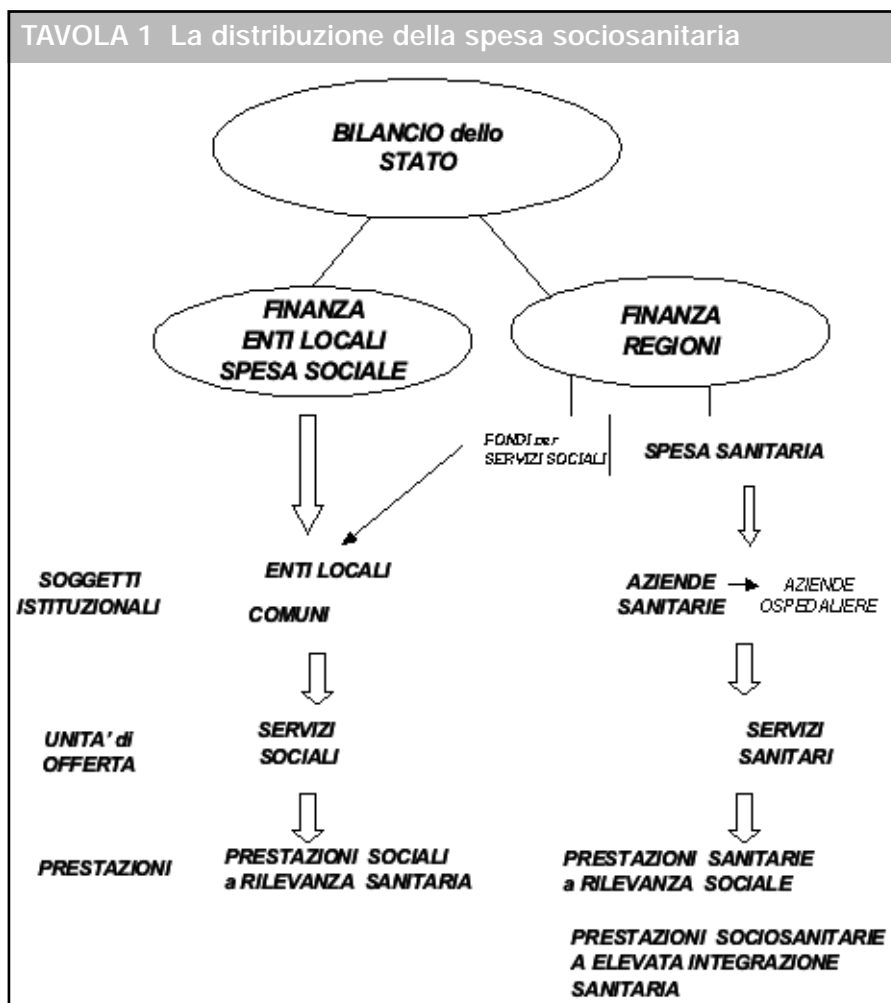 TAVOLA 1 La distribuzione della spesa sociosanitaria
BILANCIO dello
STATO
FINANZA
ENTI LOCALI
SPESA SOCIALE
FINANZA
REGIONI
FONDI per
SERVIZI SOCIALI
SPESA SANITARIA
SOGGETTI
ISTITUZIONALI
ENTI LOCALI
COMUNI
AZIENDE
SANITARIE
AZIENDE
OSPEDALIERE
UNITA' di
OFFERTA
SERVIZI
SOCIALI
SERVIZI
SANITARI
PRESTAZIONI
PRESTAZIONI SOCIALI
a RILEVANZA SANITARIA
PRESTAZIONI SANITARIE
a RILEVANZA SOCIALE
PRESTAZIONI SOCIOSANITARIE
A ELEVATA INTEGRAZIONE
SANITARIA